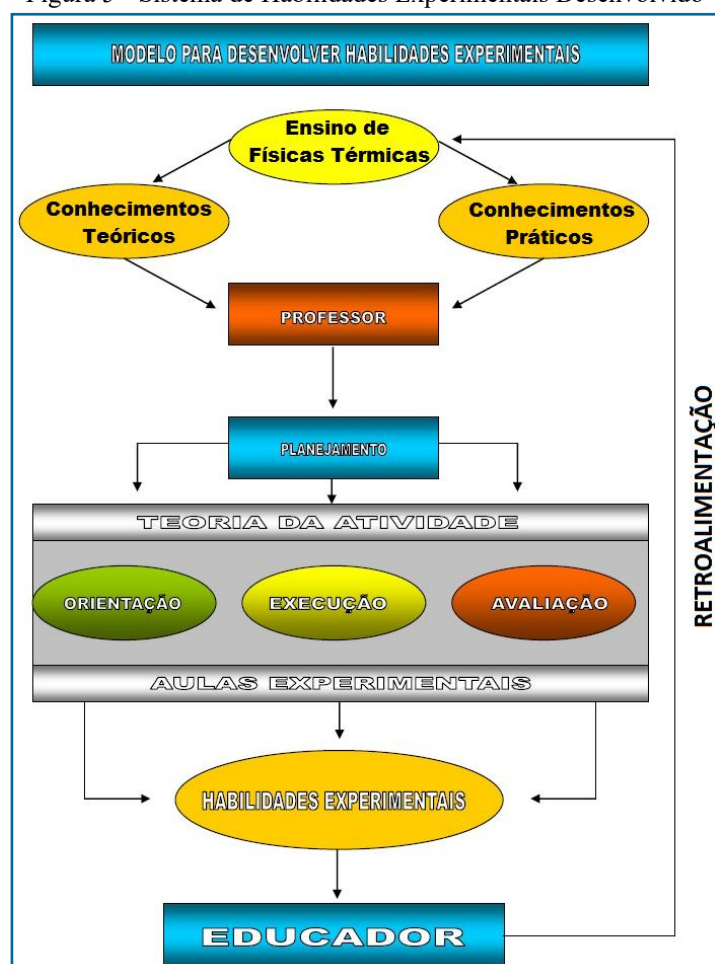 Figura 3 - Sistema de Habilidades Experimentais Desenvolvido
MODELO PARA DESENVOLVER HABILIDADES EXPERIMENTAIS
Ensino de
Físicas Térmicas
Conhecimentos
Teóricos
Conhecimentos
Práticos
PROFESSOR
PLANEJAMENTO
TEORIA DA ATIVIDADE
ORIENTAÇÃO
EXECUÇÃO
AVALIAÇÃO
AULAS EXPERIMENTAIS
HABILIDADES EXPERIMENTAIS
EDUCADOR
RETROALIMENTAÇÃO